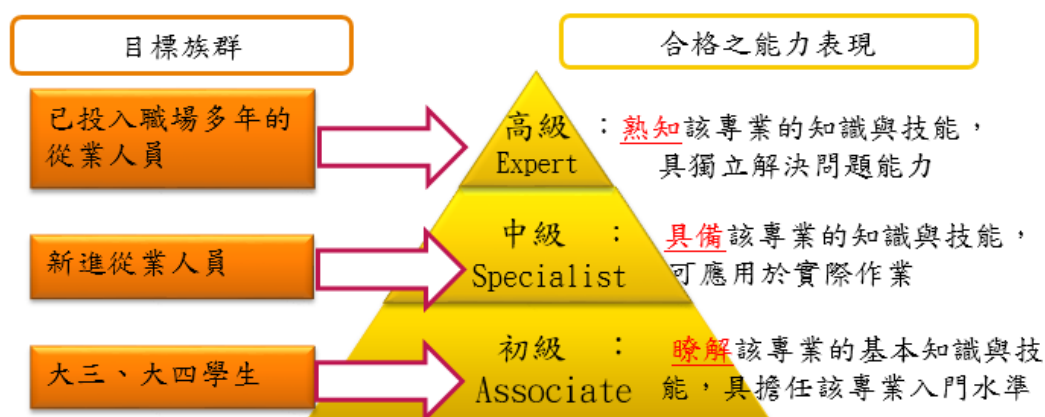 目標族群
合格之能力表現
已投入職場多年的
從業人員
高級 ：熟知該專業的知識與技能，
Expert 具獨立解決問題能力
新進從業人員
中級 ： 具備該專業的知識與技能，
Specialist 可應用於實際作業
大三、大四學生
初級 ： 瞭解該專業的基本知識與技
Associate 能，具擔任該專業入門水準